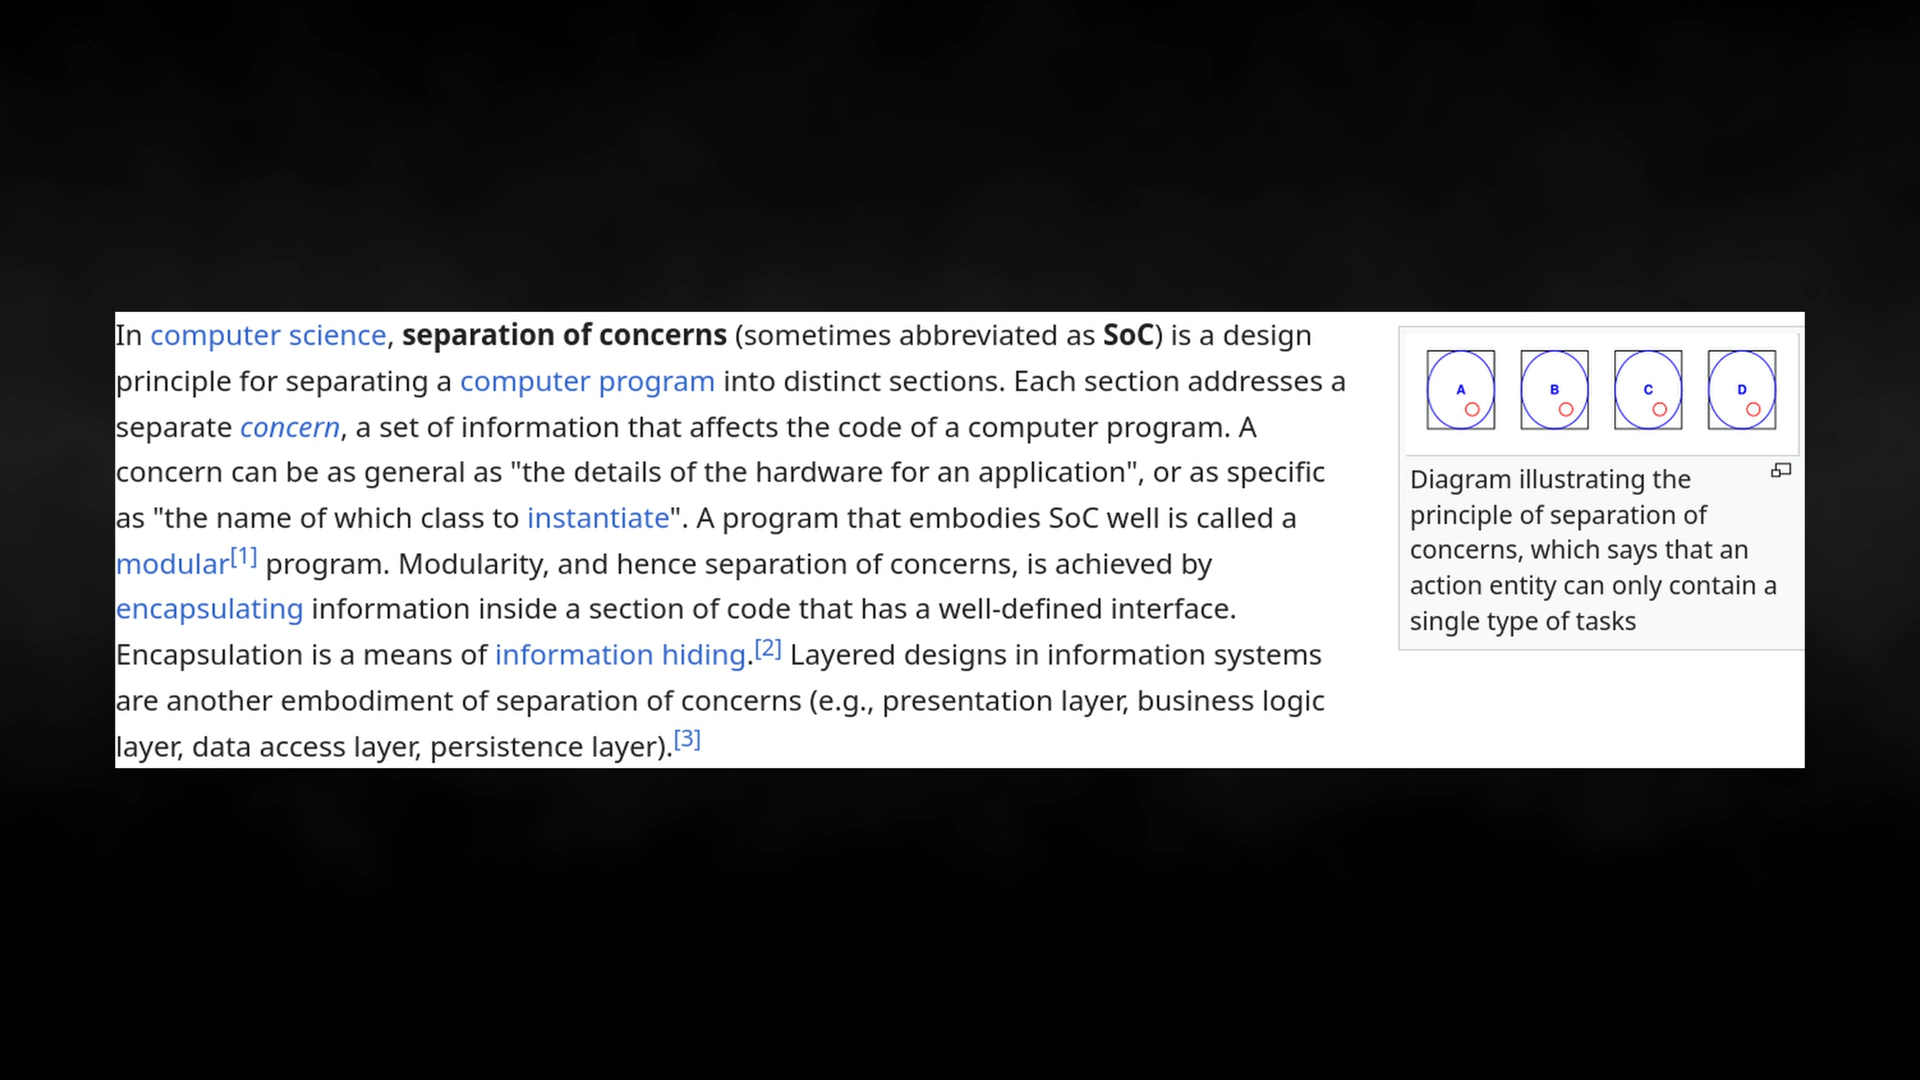 In computer science, separation of concerns (sometimes abbreviated as SoC) is a design
principle for separating a computer program into distinct sections. Each section addresses a
separate concern, a set of information that affects the code of a computer program. A
concern can be as general as "the details of the hardware for an application", or as specific
as "the name of which class to instantiate". A program that embodies SoC well is called a
modular[1] program. Modularity, and hence separation of concerns, is achieved by
encapsulating information inside a section of code that has a well-defined interface.
Encapsulation is a means of information hiding.[2] Layered designs in information systems
are another embodiment of separation of concerns (e.g., presentation layer, business logic
layer, data access layer, persistence layer).[3]
A B C D
Diagram illustrating the
principle of separation of
concerns, which says that an
action entity can only contain a
single type of tasks